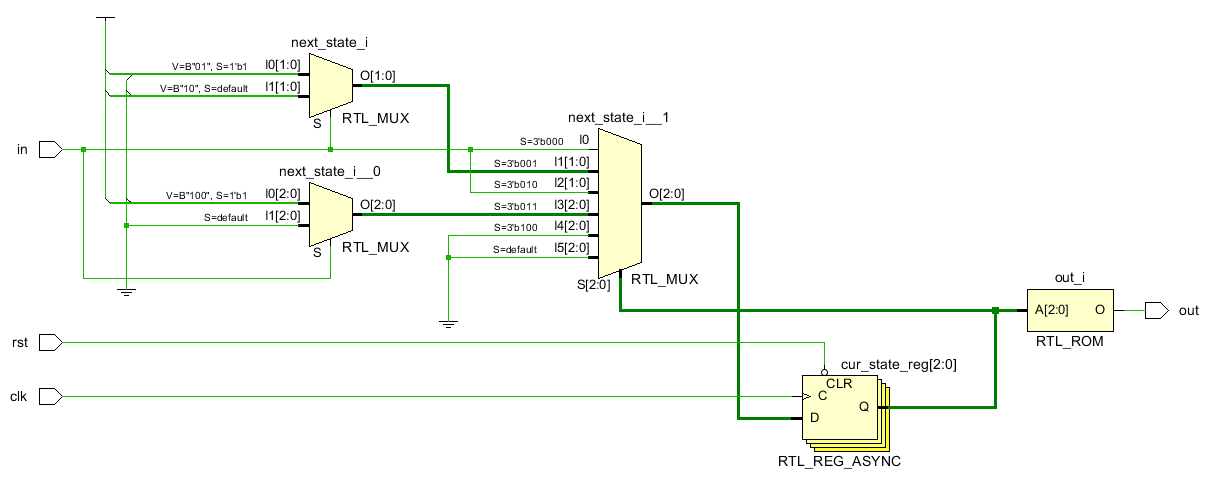 next_state_i
V=B"01", S=1'b1 I0[1:0] O[1:0]
V=B"10", S=default I1[1:0]
S RTL_MUX
next_state_i__1
in
S=3'b000 I0
S=3'b001 I1[1:0]
next_state_i__0
S=3'b010 I2[1:0]
V=B"100", S=1'b1 I0[2:0] O[2:0]
S=3'b011 I3[2:0] O[2:0]
S=default I1[2:0]
S=3'b100 I4[2:0]
S RTL_MUX
S=default I5[2:0]
S[2:0] RTL_MUX
out_i
A[2:0] O out
RTL_ROM
rst
cur_state_reg[2:0]
CLR
clk
C
D Q
RTL_REG_ASYNC